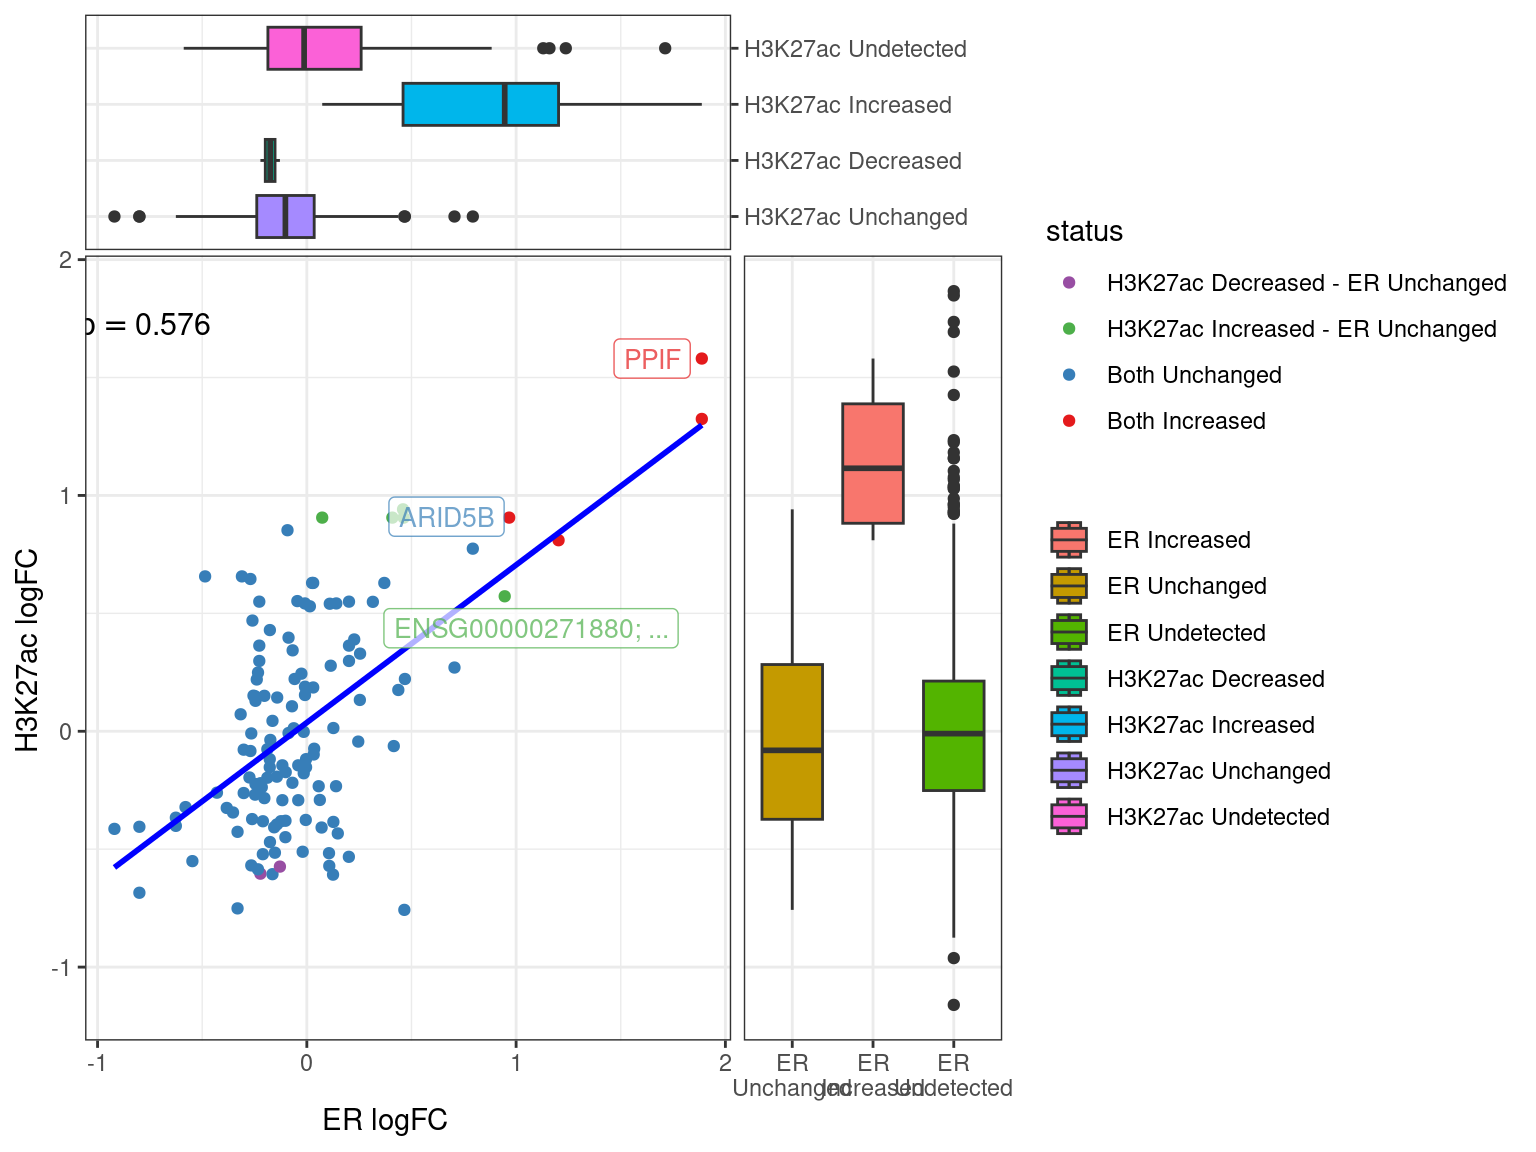 H3K27ac Undetected
H3K27ac Increased
H3K27ac Decreased
H3K27ac Unchanged
2
1
0
-1
H3K27ac logFC
= 0.576
PPIF
ARID5B
ENSG00000271880; ...
-1
0
1
2
ER logFC
ER
Unchanged
ER
Increased
ER
Undetected
status
H3K27ac Decreased - ER Unchanged
H3K27ac Increased - ER Unchanged
Both Unchanged
Both Increased
ER Increased
ER Unchanged
ER Undetected
H3K27ac Decreased
H3K27ac Increased
H3K27ac Unchanged
H3K27ac Undetected